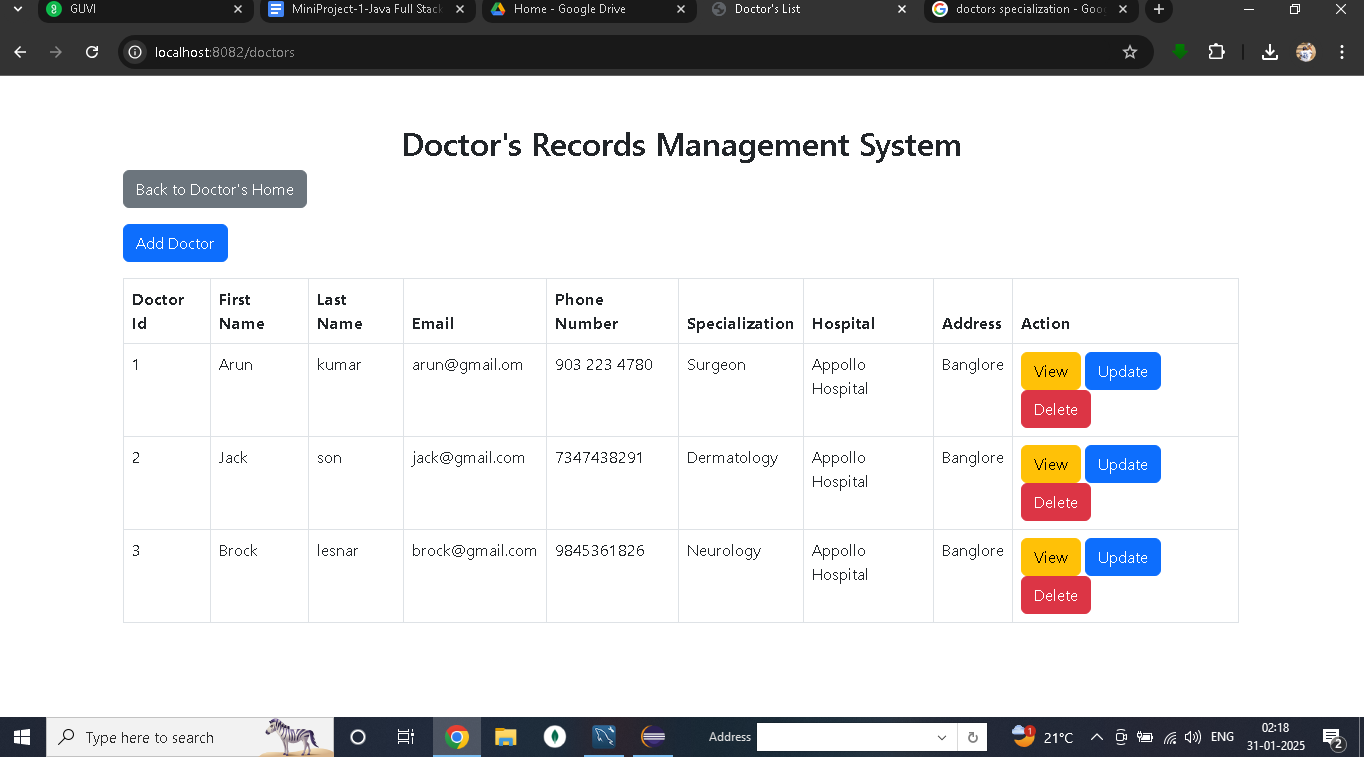 GUVI
MiniProject-1-Java Full Stack
Home - Google Drive
Doctor's List
doctors specialization - Goo
localhost:8082/doctors
Doctor's Records Management System
Back to Doctor's Home
Add Doctor
Doctor Id First Name Last Name Email Phone Number Specialization Hospital Address Action
1 Arun kumar arun@gmail.om 903 223 4780 Surgeon Appollo Hospital Banglore View Update Delete
2 Jack son jack@gmail.com 7347438291 Dermatology Appollo Hospital Banglore View Update Delete
3 Brock lesnar brock@gmail.com 9845361826 Neurology Appollo Hospital Banglore View Update Delete
Type here to search
Address
1
21°C
ENG
02:18
31-01-2025
2